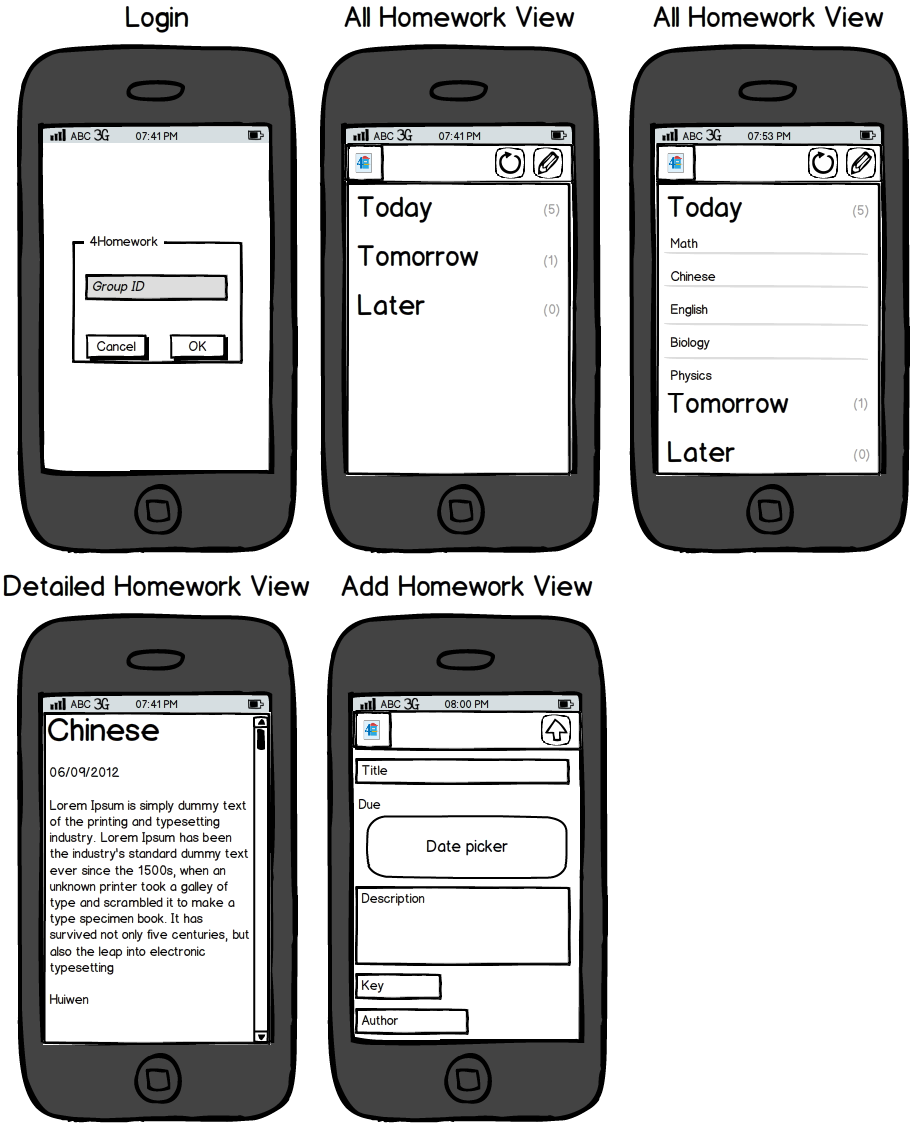 Login
ABC 3G 07:41 PM
4Homework
Group ID
Cancel OK
All Homework View
ABC 3G 07:41 PM
4
Today (5)
Tomorrow (1)
Later (0)
All Homework View
ABC 3G 07:53 PM
4
Today (5)
Math
Chinese
English
Biology
Physics
Tomorrow (1)
Later (0)
Detailed Homework View
ABC 3G 07:41 PM
Chinese
06/09/2012
Lorem Ipsum is simply dummy text
of the printing and typesetting
industry. Lorem Ipsum has been
the industry's standard dummy text
ever since the 1500s, when an
unknown printer took a galley of
type and scrambled it to make a
type specimen book. It has
survived not only five centuries, but
also the leap into electronic
typesetting
Huiwen
Add Homework View
ABC 3G 08:00 PM
4
Title
Due
Date picker
Description
Key
Author